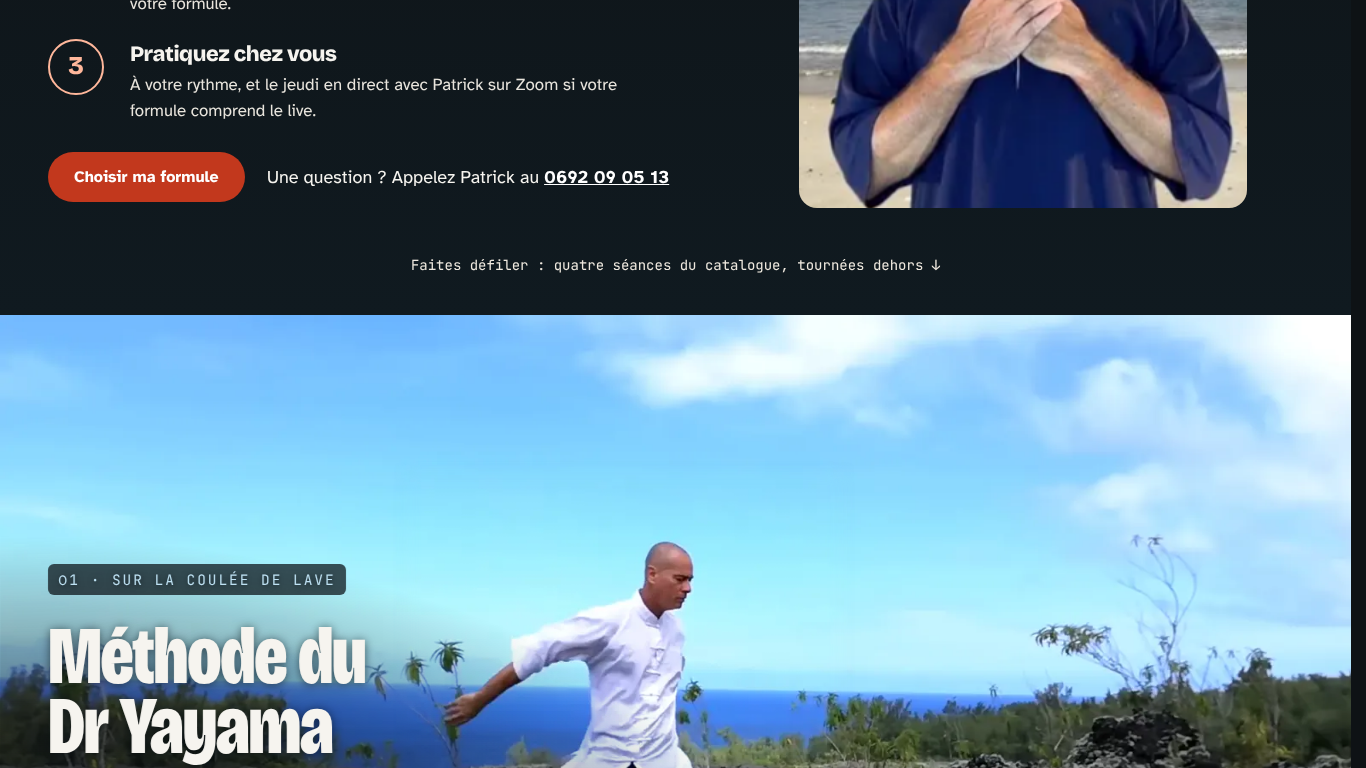 votre formule.
3
Pratiquez chez vous
À votre rythme, et le jeudi en direct avec Patrick sur Zoom si votre
formule comprend le live.
Choisir ma formule
Une question ? Appelez Patrick au 0692 09 05 13
Faites défiler : quatre séances du catalogue, tournées dehors ↓
01 · SUR LA COULÉE DE LAVE
Méthode du
Dr Yayama